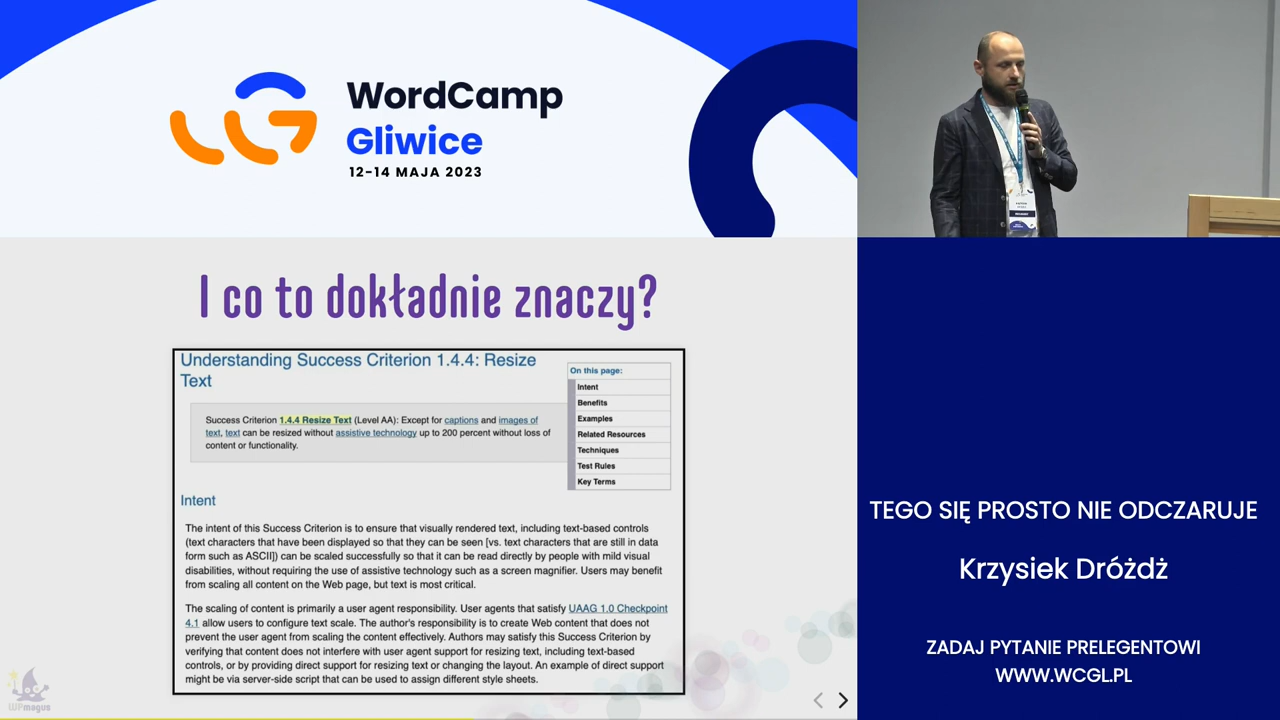 WordCamp
Gliwice
12-14 MAJA 2023
I co to dokładnie znaczy?
Understanding Success Criterion 1.4.4: Resize
Text
Success Criterion 1.4.4 Resize Text (Level AA): Except for captions and images of
text, text can be resized without assistive technology up to 200 percent without loss of
content or functionality.
On this page:
Intent
Benefits
Examples
Related Resources
Techniques
Test Rules
Key Terms
Intent
The intent of this Success Criterion is to ensure that visually rendered text, including text-based controls
(text characters that have been displayed so that they can be seen [vs. text characters that are still in data
form such as ASCII]) can be scaled successfully so that it can be read directly by people with mild visual
disabilities, without requiring the use of assistive technology such as a screen magnifier. Users may benefit
from scaling all content on the Web page, but text is most critical.
The scaling of content is primarily a user agent responsibility. User agents that satisfy UAAG 1.0 Checkpoint
4.1 allow users to configure text scale. The author's responsibility is to create Web content that does not
prevent the user agent from scaling the content effectively. Authors may satisfy this Success Criterion by
verifying that content does not interfere with user agent support for resizing text, including text-based
controls, or by providing direct support for resizing text or changing the layout. An example of direct support
might be via server-side script that can be used to assign different style sheets.
WPmagus
TEGO SIĘ PROSTO NIE ODCZARUJE
Krzysiek Dróżdż
ZADAJ PYTANIE PRELEGENTOWI
WWW.WCGL.PL